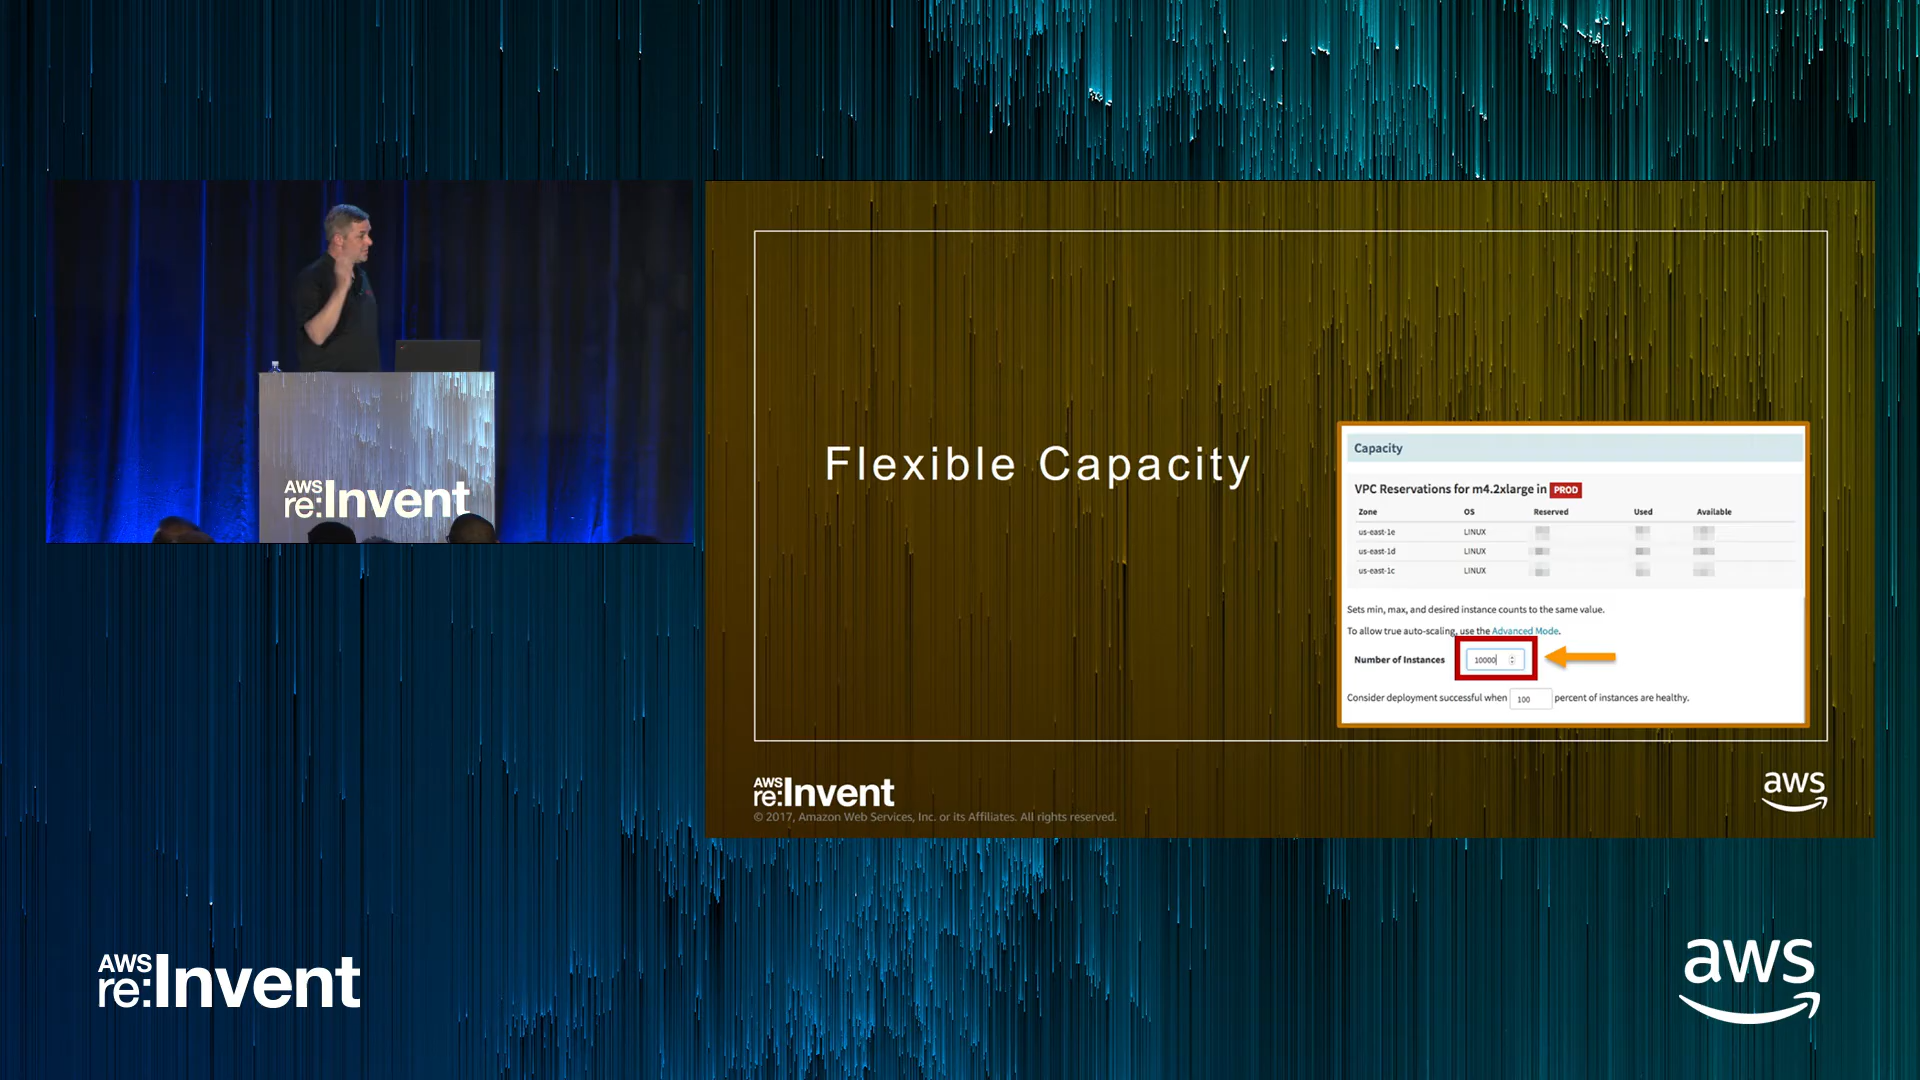 AWS
re:Invent
Flexible Capacity
Capacity
VPC Reservations for m4.2xlarge in PROD
Zone OS Reserved Used Available
us-east-1e LINUX
us-east-1d LINUX
us-east-1c LINUX
Sets min, max, and desired instance counts to the same value.
To allow true auto-scaling, use the Advanced Mode.
Number of Instances 10000
Consider deployment successful when 100 percent of instances are healthy.
AWS
re:Invent
© 2017, Amazon Web Services, Inc. or its Affiliates. All rights reserved.
aws
AWS
re:Invent
aws